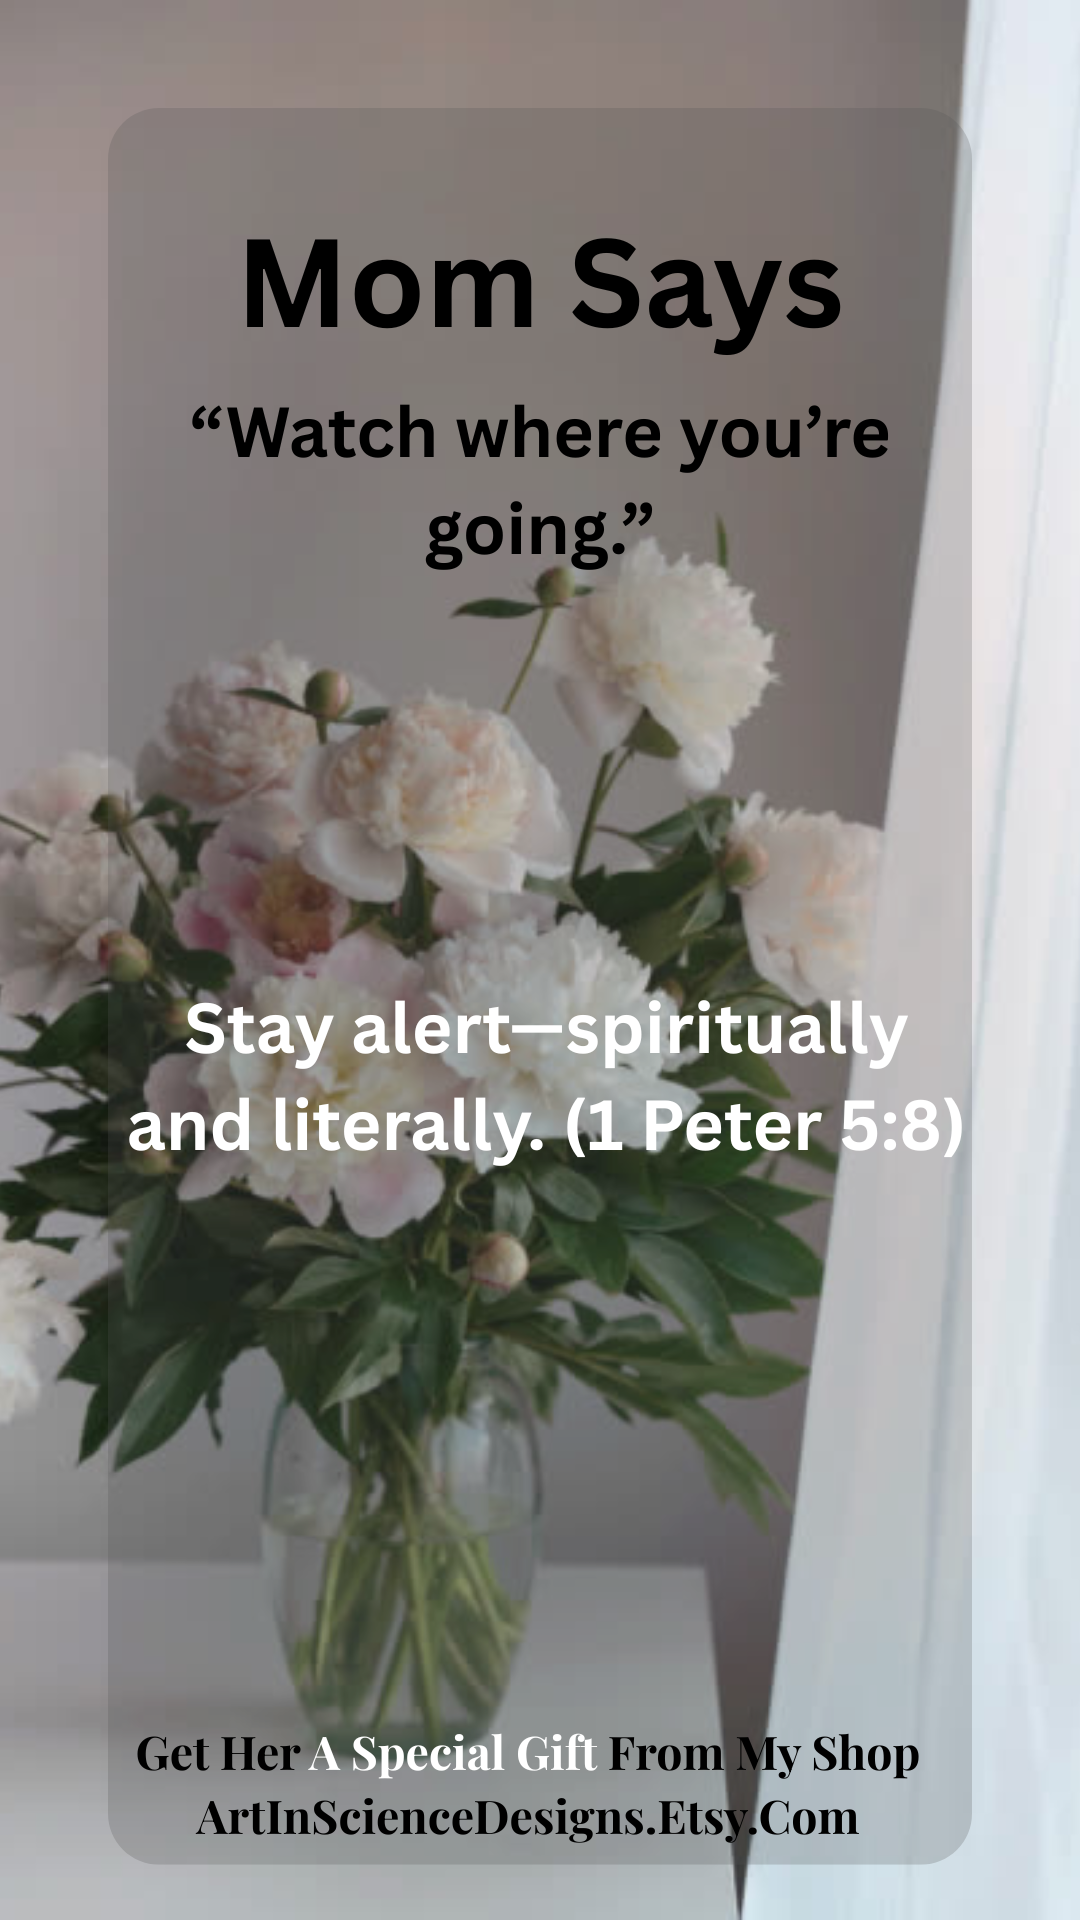 Mom Says
“Watch where you’re
going.”
Stay alert—spiritually
and literally. (1 Peter 5:8)
Get Her A Special Gift From My Shop
ArtInScienceDesigns.Etsy.Com